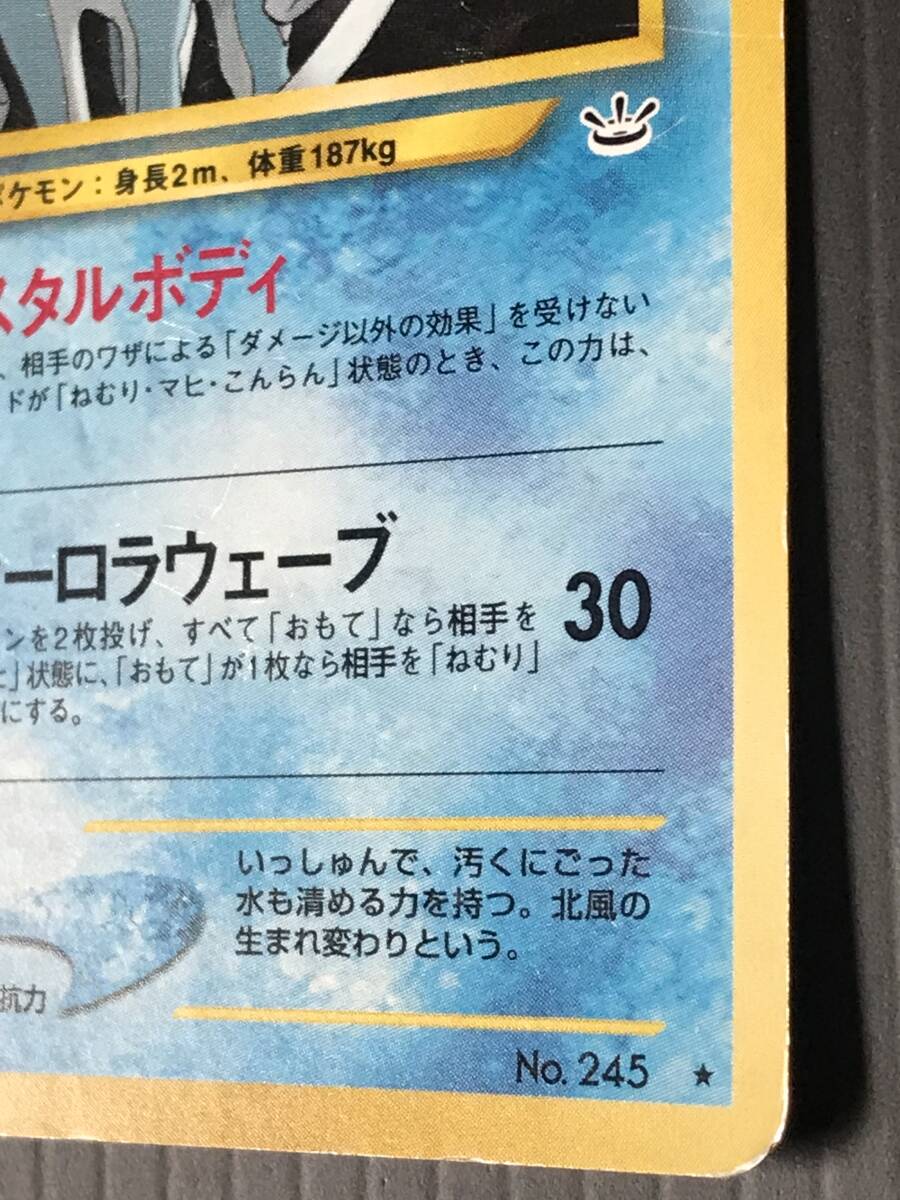 ポケモン：身長2m、体重187kg
スタルボディ
、相手のワザによる「ダメージ以外の効果」を受けない
ドが「ねむり・マヒ・こんらん」状態のとき、この力は、
ーロラウェーブ
30
ンを2枚投げ、すべて「おもて」なら相手を
」状態に、「おもて」が1枚なら相手を「ねむり」
にする。
いっしゅんで、汚くにごった
水も清める力を持つ。北風の
生まれ変わりという。
抗力
No. 245 ★